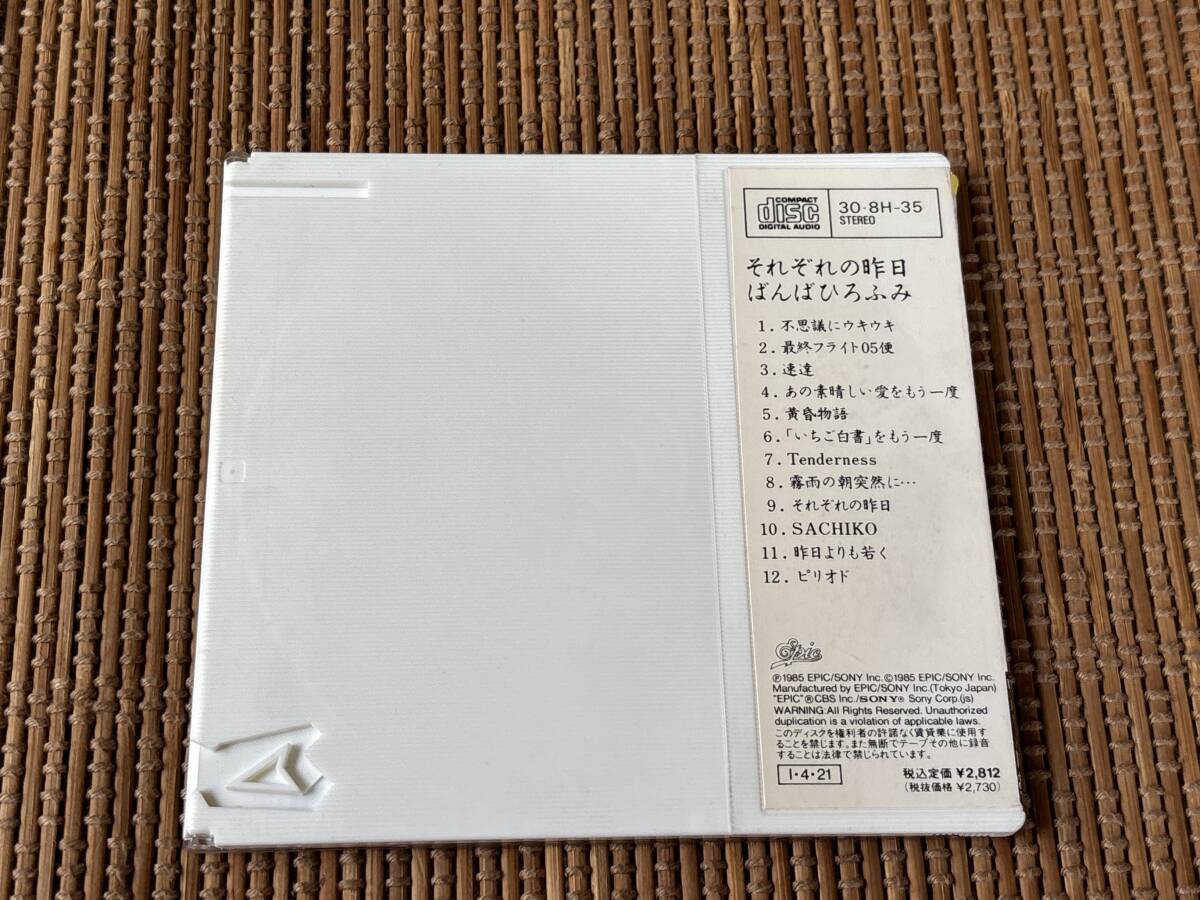 COMPACT
disc
DIGITAL AUDIO
30・8H-35
STEREO
それぞれの昨日
ばんばひろふみ
1. 不思議にウキウキ
2. 最終フライト05便
3. 速達
4. あの素晴しい愛をもう一度
5. 黄昏物語
6.「いちご白書」をもう一度
7. Tenderness
8. 霧雨の朝突然に…
9. それぞれの昨日
10. SACHIKO
11. 昨日よりも若く
12. ピリオド
Epic
Ⓟ1985 EPIC/SONY Inc.Ⓒ1985 EPIC/SONY Inc.
Manufactured by EPIC/SONY Inc.(Tokyo Japan)
"EPIC"®CBS Inc./SONY® Sony Corp.(js)
WARNING:All Rights Reserved. Unauthorized
duplication is a violation of applicable laws.
このディスクを権利者の許諾なく賃貸業に使用す
ることを禁じます。また無断でテープその他に録音
することは法律で禁じられています。
I・4・21
税込定価 ¥2,812
(税抜価格 ¥2,730)